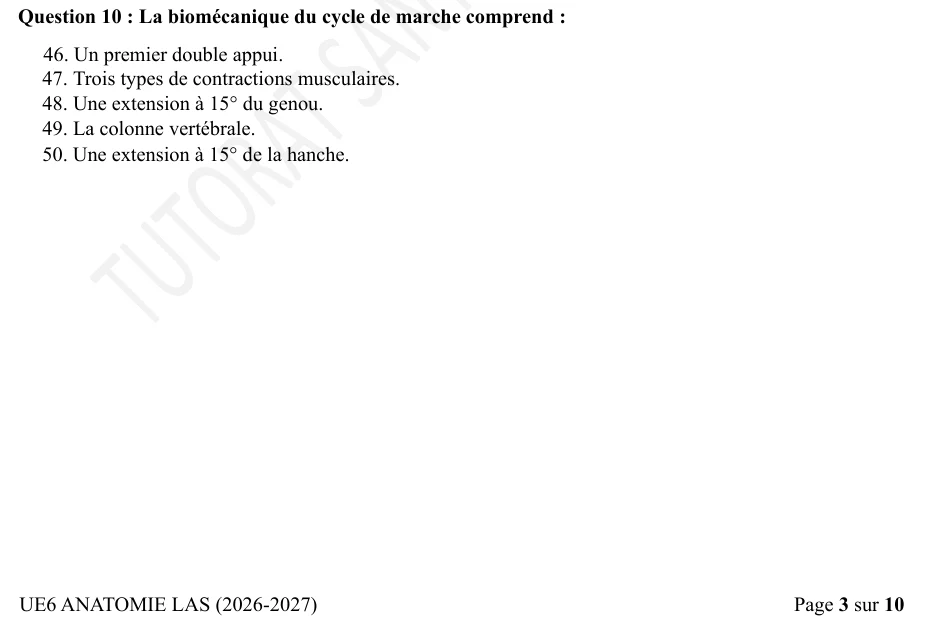 Question 10 : La biomécanique du cycle de marche comprend :
46. Un premier double appui.
47. Trois types de contractions musculaires.
48. Une extension à 15° du genou.
49. La colonne vertébrale.
50. Une extension à 15° de la hanche.
TUTORAT
UE6 ANATOMIE LAS (2026-2027)
Page 3 sur 10